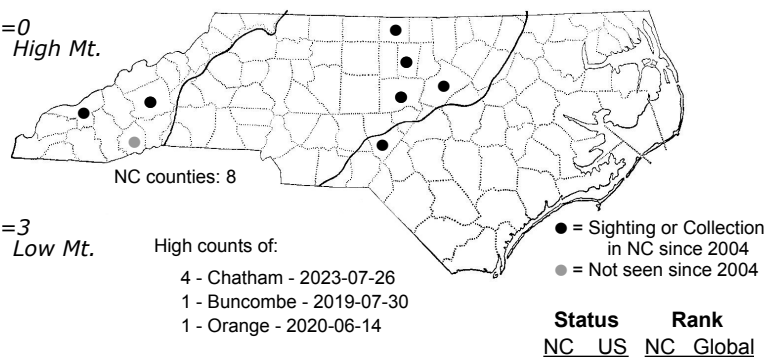 =0
High Mt.
NC counties: 8
=3
Low Mt.
High counts of:
4 - Chatham - 2023-07-26
1 - Buncombe - 2019-07-30
1 - Orange - 2020-06-14
● = Sighting or Collection
in NC since 2004
● = Not seen since 2004
Status Rank
NC US NC Global